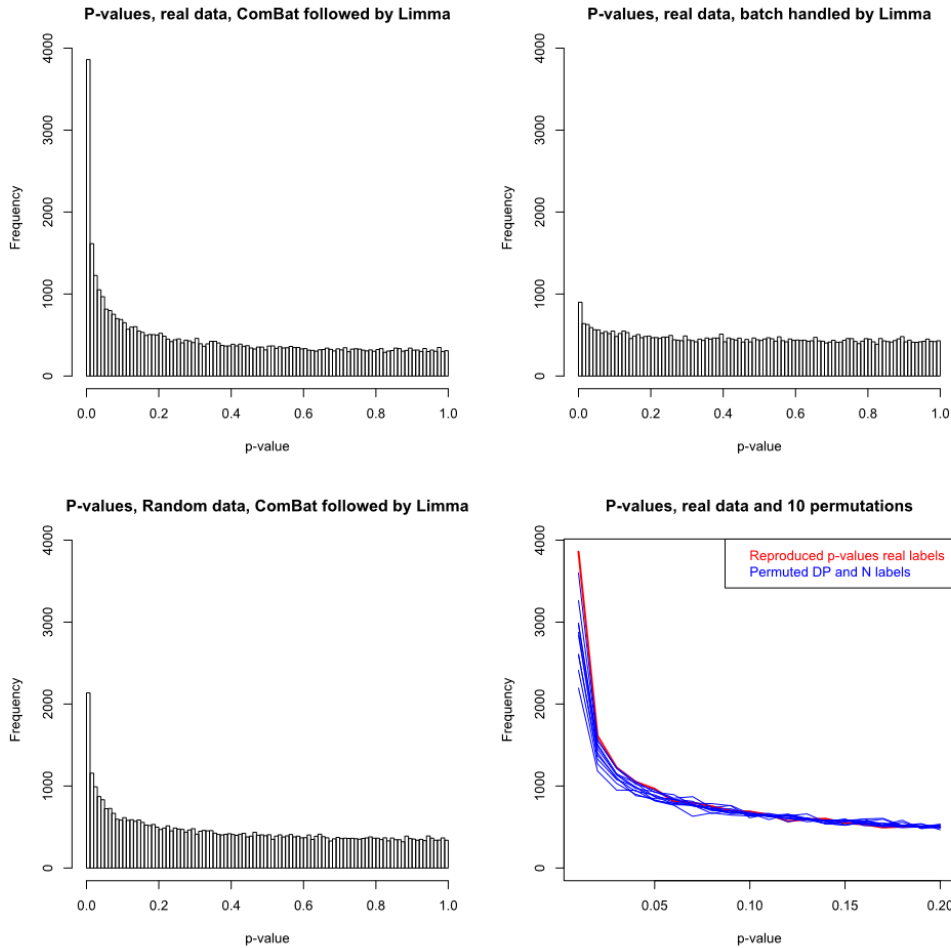 P-values, real data, ComBat followed by Limma
Frequency
4000
3000
2000
1000
0
0.0 0.2 0.4 0.6 0.8 1.0
p-value
P-values, real data, batch handled by Limma
Frequency
4000
3000
2000
1000
0
0.0 0.2 0.4 0.6 0.8 1.0
p-value
P-values, Random data, ComBat followed by Limma
Frequency
4000
3000
2000
1000
0
0.0 0.2 0.4 0.6 0.8 1.0
p-value
P-values, real data and 10 permutations
Reproduced p-values real labels
Permuted DP and N labels
Frequency
4000
3000
2000
1000
0
0.05 0.10 0.15 0.20
p-value